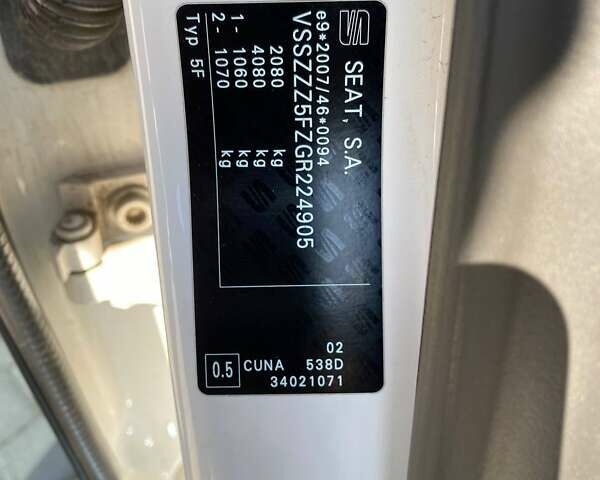 SEAT, S.A.
e9*2007/46*0094
VSSZZZ5FZGR224905
2080 kg
4080 kg
1- 1060 kg
2- 1070 kg
Typ 5F
02
0.5 CUNA 538D
34021071